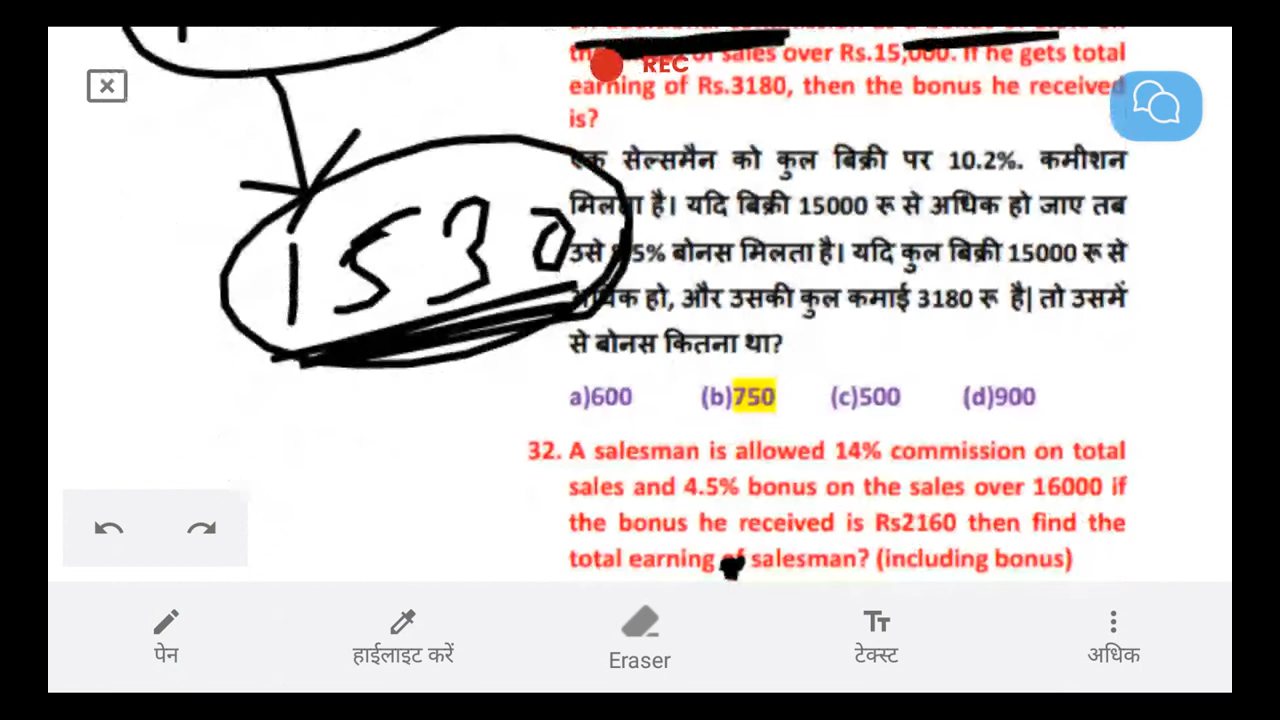 of sales over Rs.15,000. If he gets total
REC
earning of Rs.3180, then the bonus he received
is?
एक सेल्समैन को कुल बिक्री पर 10.2%. कमीशन
मिलता है। यदि बिक्री 15000 रू से अधिक हो जाए तब
1530
उसे 5% बोनस मिलता है। यदि कुल बिक्री 15000 रू से
अधिक हो, और उसकी कुल कमाई 3180 रू है| तो उसमें
से बोनस कितना था?
a)600 (b)750 (c)500 (d)900
32. A salesman is allowed 14% commission on total
sales and 4.5% bonus on the sales over 16000 if
the bonus he received is Rs2160 then find the
total earning of salesman? (including bonus)
पेन हाईलाइट करें Eraser टेक्स्ट अधिक